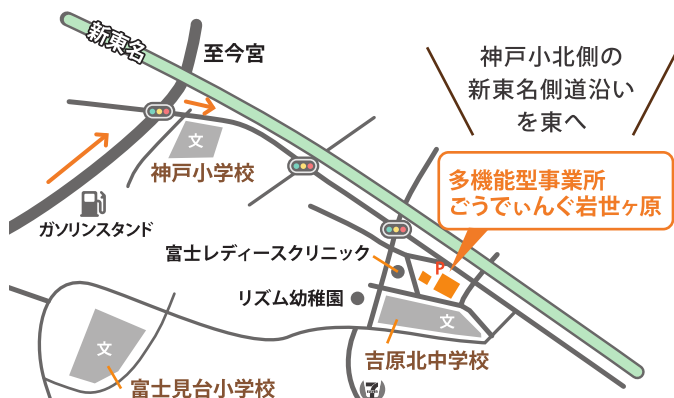 新東名
至今宮
神戸小北側の
新東名側道沿い
を東へ
文
神戸小学校
多機能型事業所
ごうでぃんぐ岩世ヶ原
ガソリンスタンド
富士レディースクリニック
P
リズム幼稚園
文
文
吉原北中学校
富士見台小学校
7